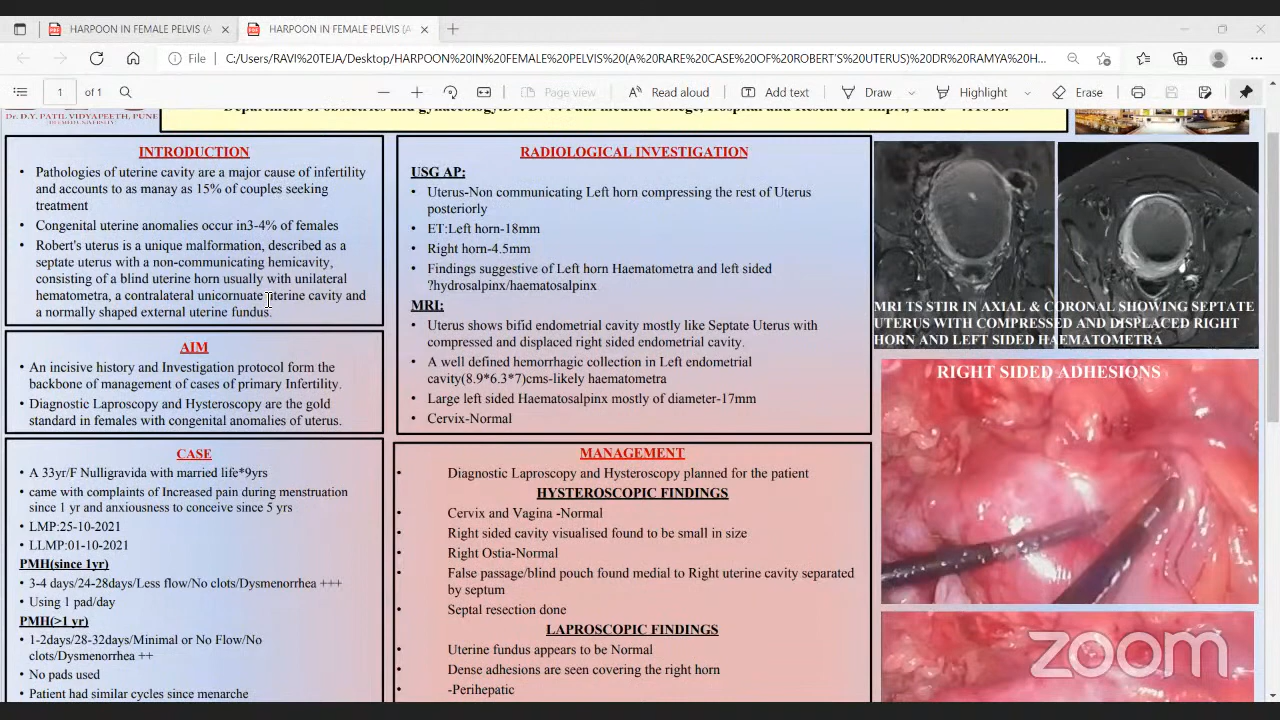 HARPOON IN FEMALE PELVIS (A
HARPOON IN FEMALE PELVIS (A
File
C:/Users/RAVI%20TEJA/Desktop/HARPOON%20IN%20FEMALE%20PELVIS%20(A%20RARE%20CASE%20OF%20ROBERT'S%20UTERUS)%20DR%20RAMYA%20H...
1 of 1
Page view
Read aloud
Add text
Draw
Highlight
Erase
Dr. D.Y. PATIL VIDYAPEETH, PUNE
INTRODUCTION
• Pathologies of uterine cavity are a major cause of infertility
and accounts to as manay as 15% of couples seeking
treatment
• Congenital uterine anomalies occur in3-4% of females
• Robert's uterus is a unique malformation, described as a
septate uterus with a non-communicating hemicavity,
consisting of a blind uterine horn usually with unilateral
hematometra, a contralateral unicornuate uterine cavity and
a normally shaped external uterine fundus.
AIM
• An incisive history and Investigation protocol form the
backbone of management of cases of primary Infertility.
• Diagnostic Laproscopy and Hysteroscopy are the gold
standard in females with congenital anomalies of uterus.
CASE
• A 33yr/F Nulligravida with married life*9yrs
• came with complaints of Increased pain during menstruation
since 1 yr and anxiousness to conceive since 5 yrs
• LMP:25-10-2021
• LLMP:01-10-2021
PMH(since 1yr)
• 3-4 days/24-28days/Less flow/No clots/Dysmenorrhea +++
• Using 1 pad/day
PMH(>1 yr)
• 1-2days/28-32days/Minimal or No Flow/No
clots/Dysmenorrhea ++
• No pads used
• Patient had similar cycles since menarche
RADIOLOGICAL INVESTIGATION
USG AP:
• Uterus-Non communicating Left horn compressing the rest of Uterus
posteriorly
• ET:Left horn-18mm
• Right horn-4.5mm
• Findings suggestive of Left horn Haematometra and left sided
?hydrosalpinx/haematosalpinx
MRI:
• Uterus shows bifid endometrial cavity mostly like Septate Uterus with
compressed and displaced right sided endometrial cavity.
• A well defined hemorrhagic collection in Left endometrial
cavity(8.9*6.3*7)cms-likely haematometra
• Large left sided Haematosalpinx mostly of diameter-17mm
• Cervix-Normal
MANAGEMENT
• Diagnostic Laproscopy and Hysteroscopy planned for the patient
HYSTEROSCOPIC FINDINGS
• Cervix and Vagina -Normal
• Right sided cavity visualised found to be small in size
• Right Ostia-Normal
• False passage/blind pouch found medial to Right uterine cavity separated
by septum
• Septal resection done
LAPROSCOPIC FINDINGS
• Uterine fundus appears to be Normal
• Dense adhesions are seen covering the right horn
• -Perihepatic
MRI TS STIR IN AXIAL & CORONAL SHOWING SEPTATE
UTERUS WITH COMPRESSED AND DISPLACED RIGHT
HORN AND LEFT SIDED HAEMATOMETRA
RIGHT SIDED ADHESIONS
zoom